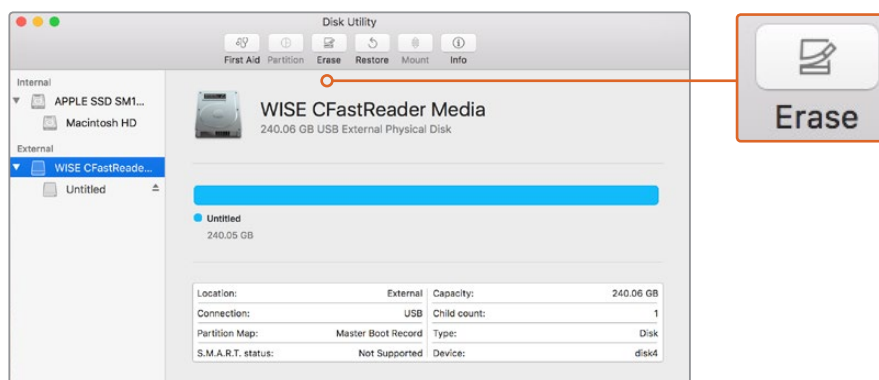 Disk Utility
First Aid Partition Erase Restore Mount Info
Erase
Internal
APPLE SSD SM1...
Macintosh HD
External
WISE CFastReade...
Untitled
WISE CFastReader Media
240.06 GB USB External Physical Disk
Untitled
240.05 GB
Location: External Capacity: 240.06 GB
Connection: USB Child count: 1
Partition Map: Master Boot Record Type: Disk
S.M.A.R.T. status: Not Supported Device: disk4